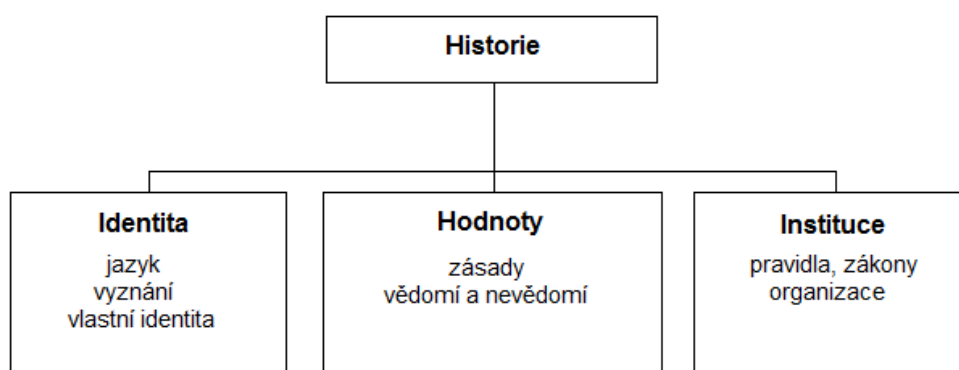 Historie
Identita
jazyk
vyznání
vlastní identita
Hodnoty
zásady
vědomí a nevědomí
Instituce
pravidla, zákony
organizace